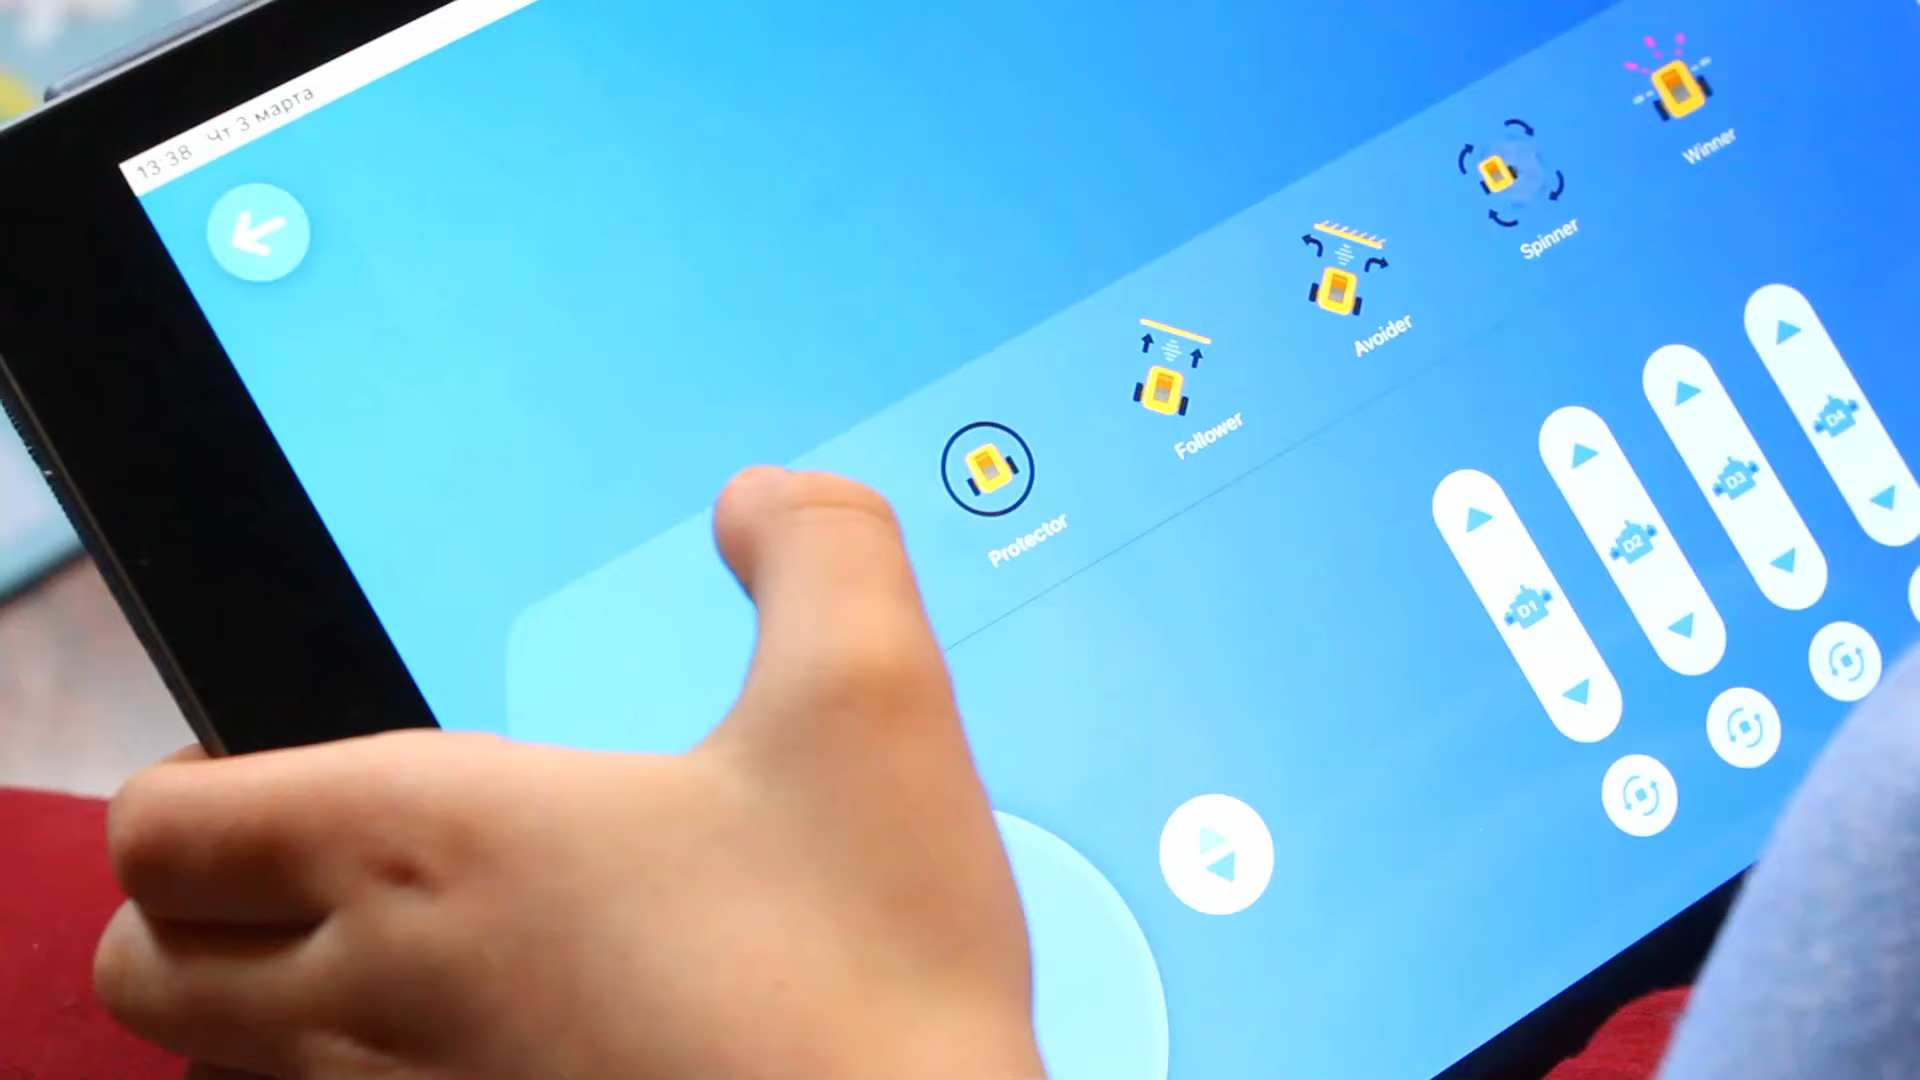 13:38 Чт 3 марта
Protector
Follower
Avoider
Spinner
Winner
D1
D2
D3
D4